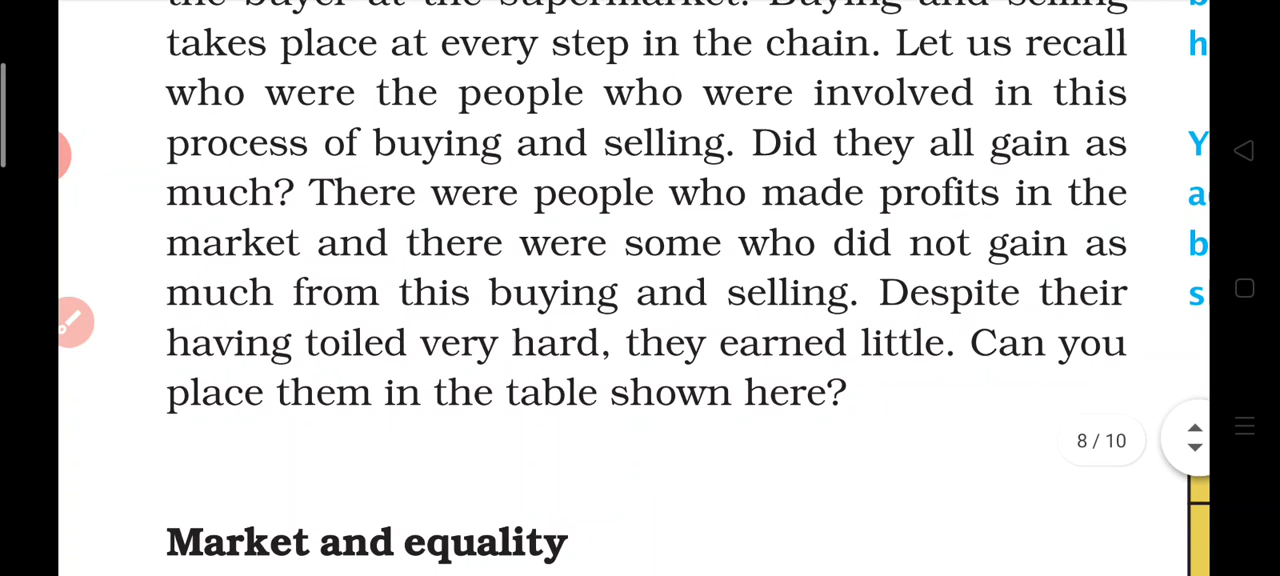 takes place at every step in the chain. Let us recall
who were the people who were involved in this
process of buying and selling. Did they all gain as
much? There were people who made profits in the
market and there were some who did not gain as
much from this buying and selling. Despite their
having toiled very hard, they earned little. Can you
place them in the table shown here?
8 / 10
Market and equality